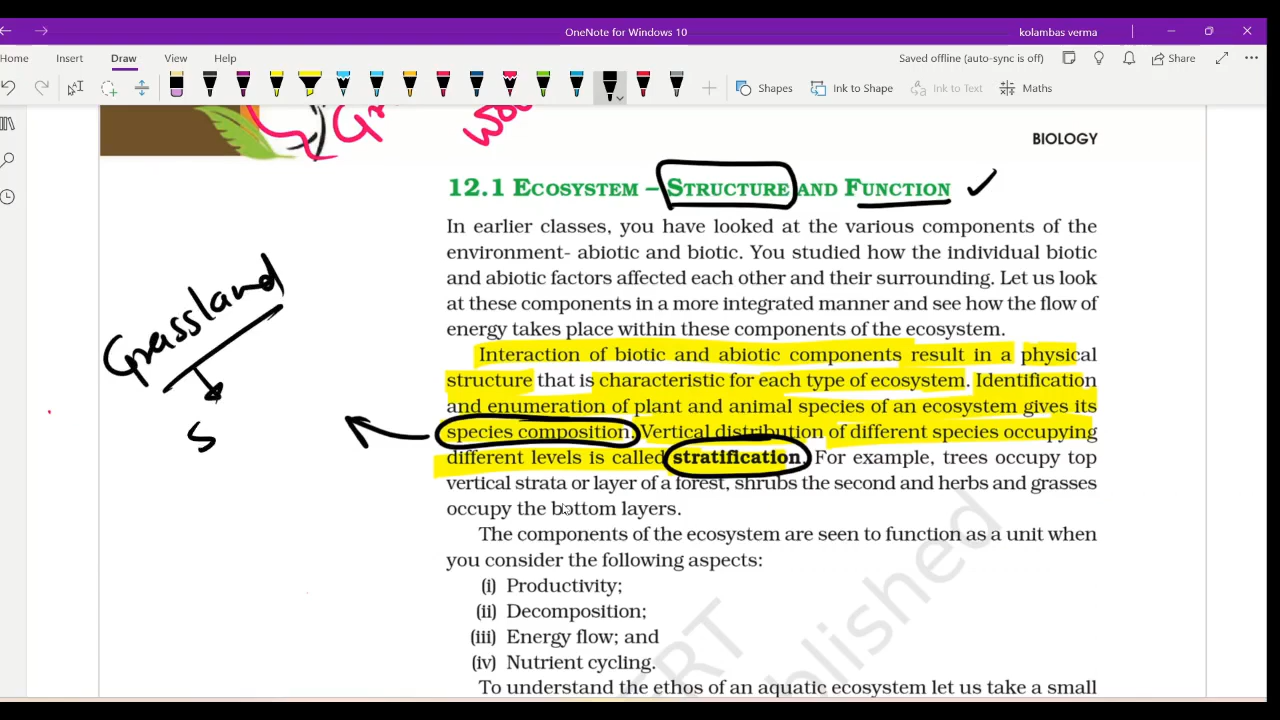 OneNote for Windows 10
kolambas verma
Home Insert Draw View Help
Saved offline (auto-sync is off) Share
Shapes Ink to Shape Ink to Text Maths
BIOLOGY
12.1 ECOSYSTEM – STRUCTURE AND FUNCTION
In earlier classes, you have looked at the various components of the
environment- abiotic and biotic. You studied how the individual biotic
and abiotic factors affected each other and their surrounding. Let us look
at these components in a more integrated manner and see how the flow of
energy takes place within these components of the ecosystem.
Interaction of biotic and abiotic components result in a physical
structure that is characteristic for each type of ecosystem. Identification
and enumeration of plant and animal species of an ecosystem gives its
species composition. Vertical distribution of different species occupying
different levels is called stratification. For example, trees occupy top
vertical strata or layer of a forest, shrubs the second and herbs and grasses
occupy the bottom layers.
The components of the ecosystem are seen to function as a unit when
you consider the following aspects:
(i) Productivity;
(ii) Decomposition;
(iii) Energy flow; and
(iv) Nutrient cycling.
To understand the ethos of an aquatic ecosystem let us take a small
Grassland
S